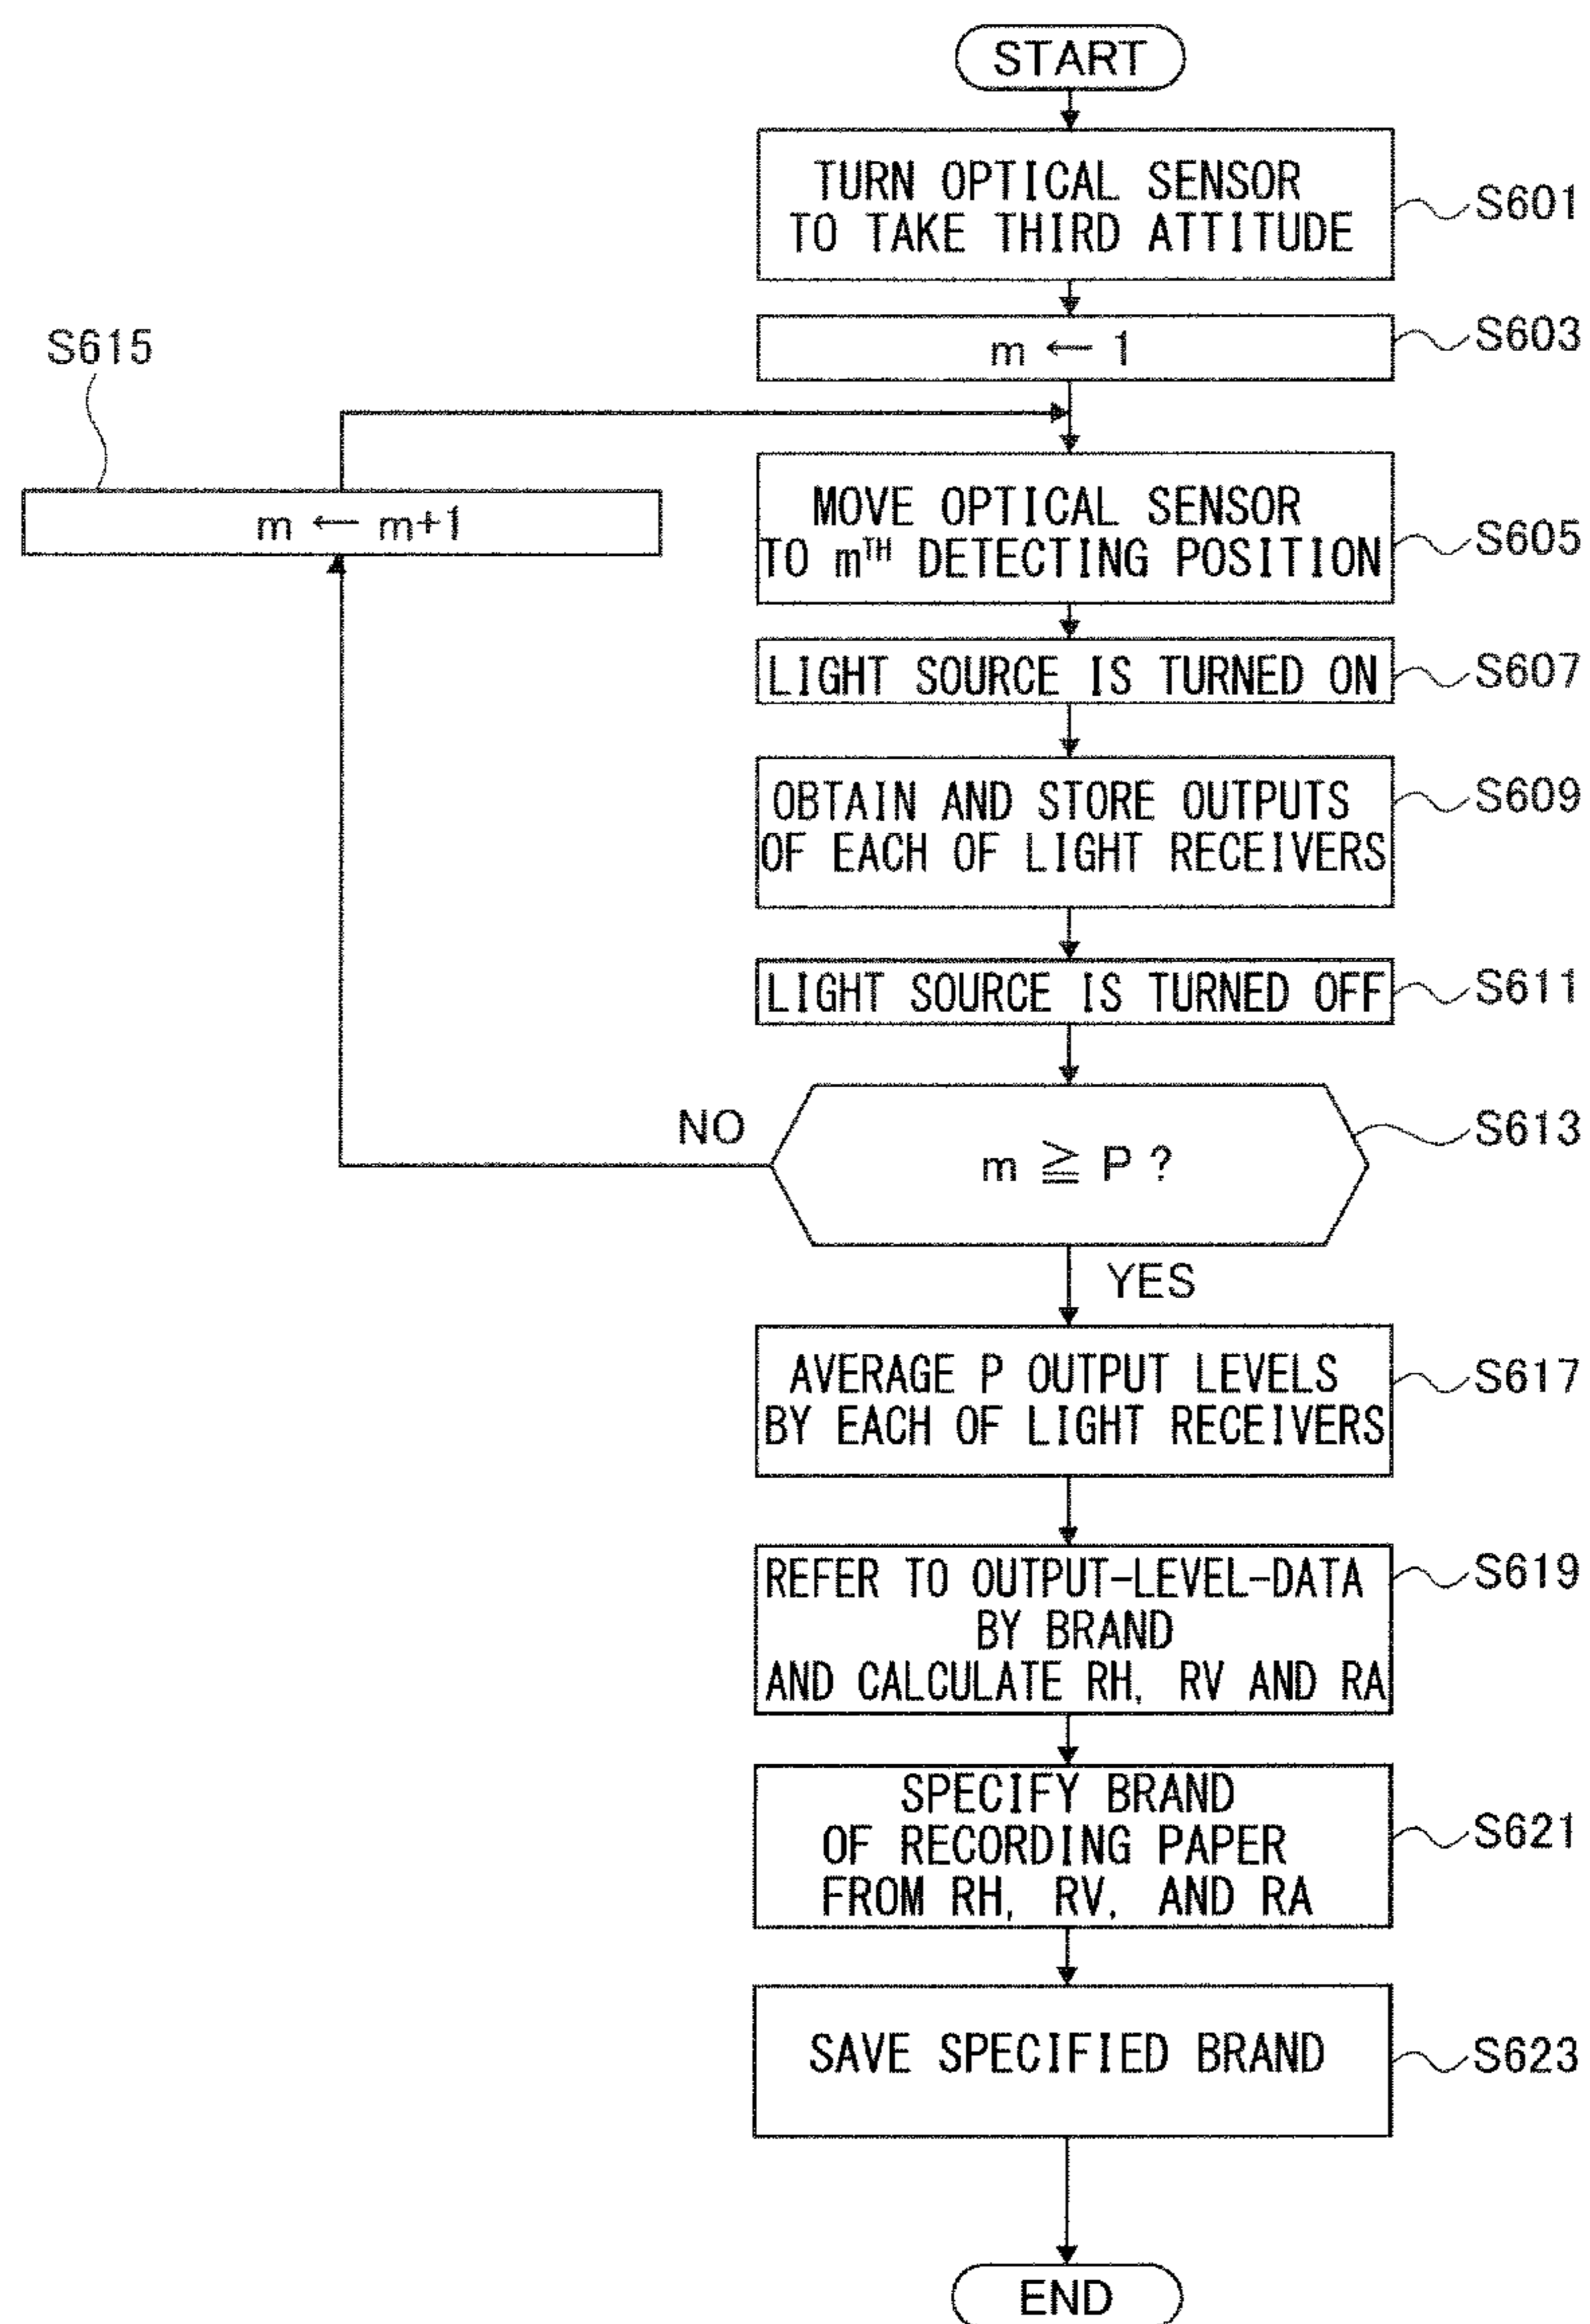 START
TURN OPTICAL SENSOR
TO TAKE THIRD ATTITUDE
S601
m ← 1
S603
S615
m ← m+1
MOVE OPTICAL SENSOR
TO mTH DETECTING POSITION
S605
LIGHT SOURCE IS TURNED ON
S607
OBTAIN AND STORE OUTPUTS
OF EACH OF LIGHT RECEIVERS
S609
LIGHT SOURCE IS TURNED OFF
S611
NO
m ≧ P ?
S613
YES
AVERAGE P OUTPUT LEVELS
BY EACH OF LIGHT RECEIVERS
S617
REFER TO OUTPUT-LEVEL-DATA
BY BRAND
AND CALCULATE RH, RV AND RA
S619
SPECIFY BRAND
OF RECORDING PAPER
FROM RH, RV, AND RA
S621
SAVE SPECIFIED BRAND
S623
END